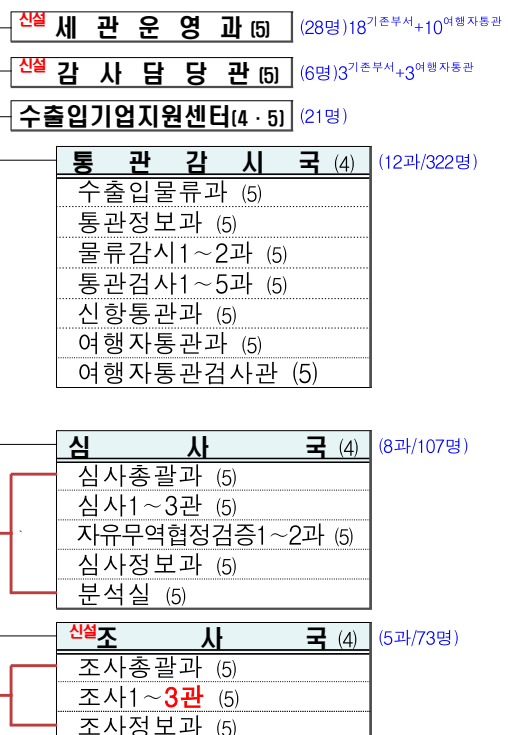 신설 세 관 운 영 과 (5) (28명)18기존부서+10여행자통관
신설 감 사 담 당 관 (5) (6명)3기존부서+3여행자통관
수출입기업지원센터(4 · 5) (21명)
통 관 감 시 국 (4) (12과/322명)
수출입물류과 (5)
통관정보과 (5)
물류감시1~2과 (5)
통관검사1~5과 (5)
신항통관과 (5)
여행자통관과 (5)
여행자통관검사관 (5)
심 사 국 (4) (8과/107명)
심사총괄과 (5)
심사1~3관 (5)
자유무역협정검증1~2과 (5)
심사정보과 (5)
분석실 (5)
신설조 사 국 (4) (5과/73명)
조사총괄과 (5)
조사1~3관 (5)
조사정보과 (5)